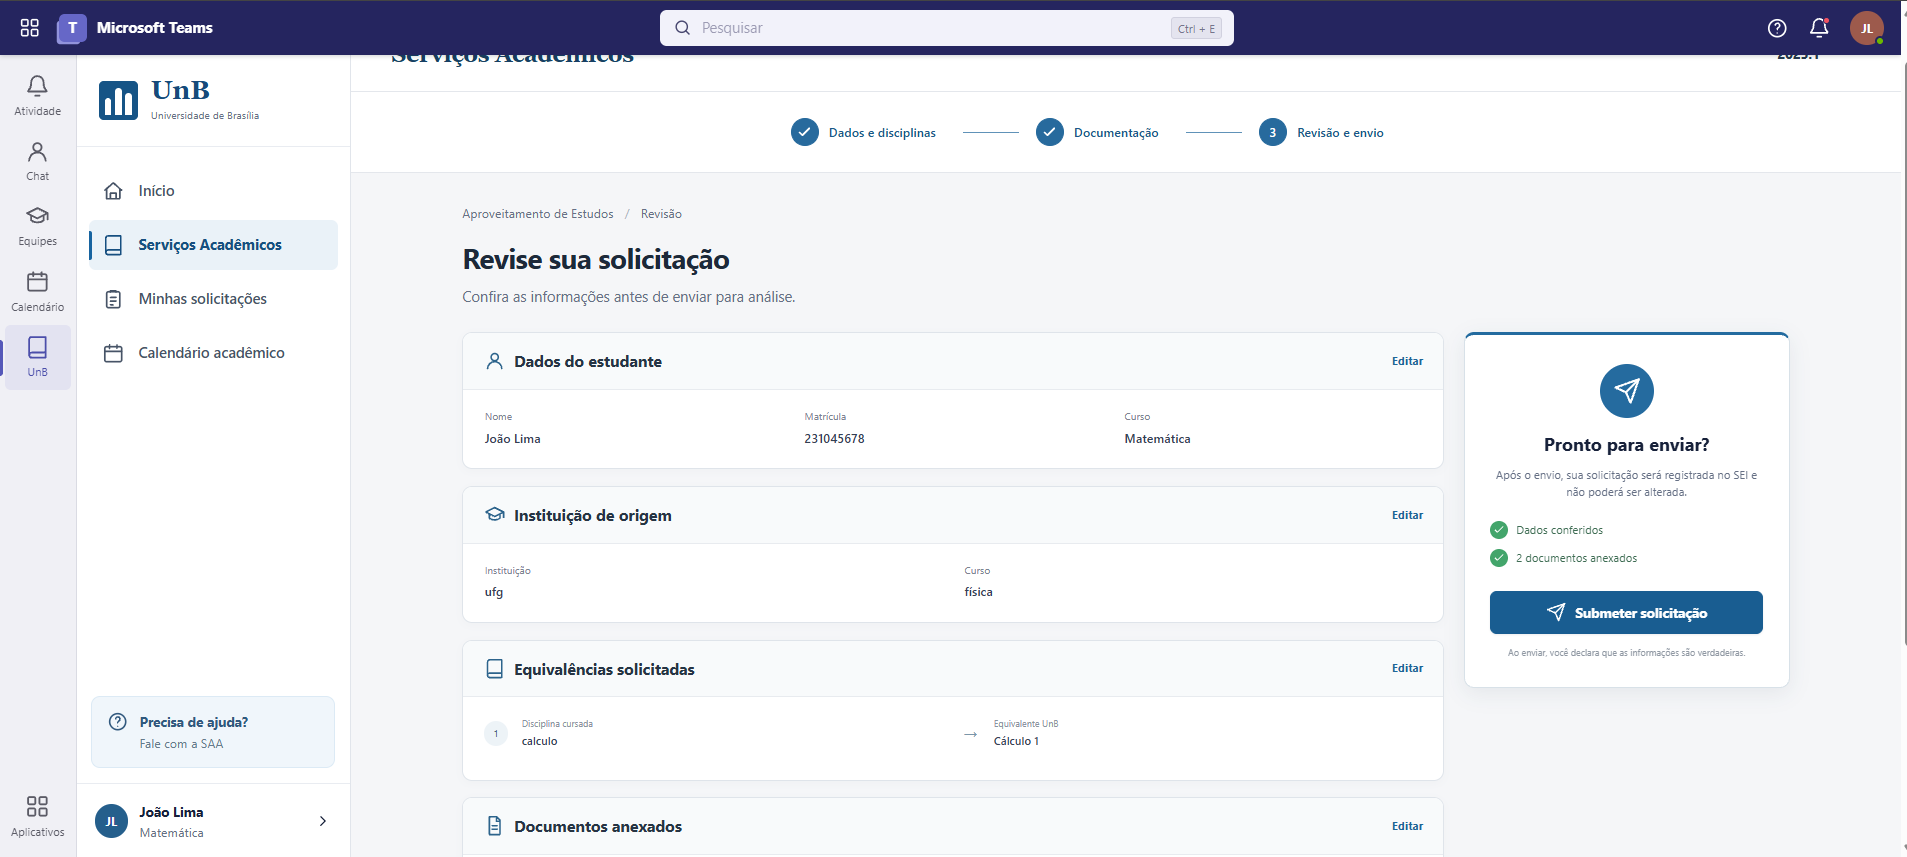 T
Microsoft Teams
Pesquisar
Ctrl + E
JL
Atividade
Chat
Equipes
Calendário
UnB
Aplicativos
UnB
Universidade de Brasília
Início
Serviços Acadêmicos
Minhas solicitações
Calendário acadêmico
Precisa de ajuda?
Fale com a SAA
JL
João Lima
Matemática
Serviços Acadêmicos
2025.1
Dados e disciplinas
Documentação
3
Revisão e envio
Aproveitamento de Estudos / Revisão
Revise sua solicitação
Confira as informações antes de enviar para análise.
Dados do estudante
Editar
Nome
João Lima
Matrícula
231045678
Curso
Matemática
Instituição de origem
Editar
Instituição
ufg
Curso
física
Equivalências solicitadas
Editar
1
Disciplina cursada
calculo
→
Equivalente UnB
Cálculo 1
Documentos anexados
Editar
Pronto para enviar?
Após o envio, sua solicitação será registrada no SEI e
não poderá ser alterada.
Dados conferidos
2 documentos anexados
Submeter solicitação
Ao enviar, você declara que as informações são verdadeiras.